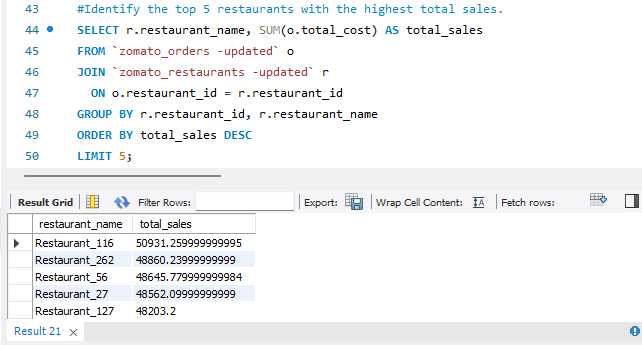 43 #Identify the top 5 restaurants with the highest total sales.
44 SELECT r.restaurant_name, SUM(o.total_cost) AS total_sales
45 FROM `zomato_orders -updated` o
46 JOIN `zomato_restaurants -updated` r
47 ON o.restaurant_id = r.restaurant_id
48 GROUP BY r.restaurant_id, r.restaurant_name
49 ORDER BY total_sales DESC
50 LIMIT 5;
Result Grid Filter Rows: Export: Wrap Cell Content: Fetch rows:
restaurant_name total_sales
Restaurant_116 50931.259999999995
Restaurant_262 48860.23999999999
Restaurant_56 48645.779999999984
Restaurant_27 48562.09999999999
Restaurant_127 48203.2
Result 21